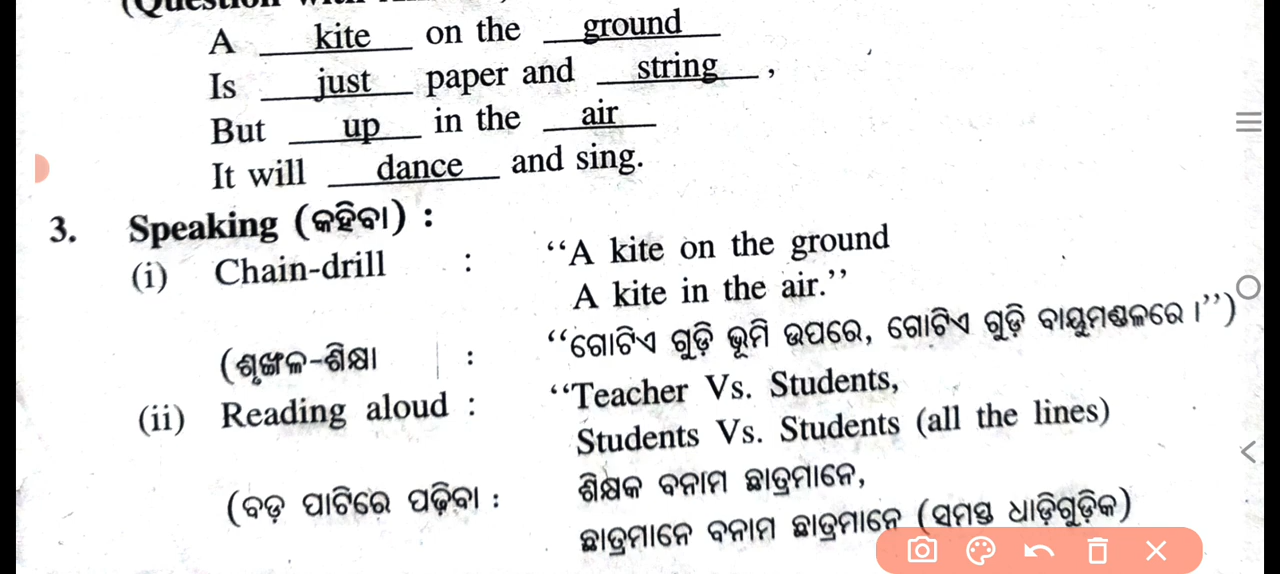 (Question with
A kite on the ground
Is just paper and string,
But up in the air
It will dance and sing.
3. Speaking (କହିବା) :
(i) Chain-drill : “A kite on the ground
A kite in the air.”
(ଶୃଙ୍ଖଳ-ଶିକ୍ଷା : “ଗୋଟିଏ ଗୁଡ଼ି ଭୂମି ଉପରେ, ଗୋଟିଏ ଗୁଡ଼ି ବାୟୁମଣ୍ଡଳରେ ।”)
(ii) Reading aloud : “Teacher Vs. Students,
Students Vs. Students (all the lines)
(ବଡ଼ ପାଟିରେ ପଢ଼ିବା : ଶିକ୍ଷକ ବନାମ ଛାତ୍ରମାନେ,
ଛାତ୍ରମାନେ ବନାମ ଛାତ୍ରମାନେ (ସମସ୍ତ ଧାଡ଼ିଗୁଡ଼ିକ)